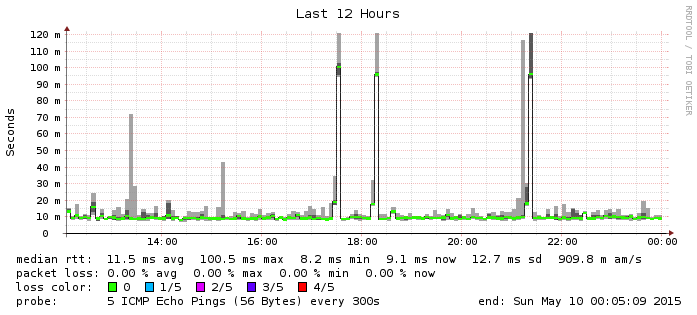 Last 12 Hours
RRDTOOL / TOBI OETIKER
Seconds
120 m
110 m
100 m
90 m
80 m
70 m
60 m
50 m
40 m
30 m
20 m
10 m
0
14:00 16:00 18:00 20:00 22:00 00:00
median rtt: 11.5 ms avg 100.5 ms max 8.2 ms min 9.1 ms now 12.7 ms sd 909.8 m am/s
packet loss: 0.00 % avg 0.00 % max 0.00 % min 0.00 % now
loss color: 0 1/5 2/5 3/5 4/5
probe: 5 ICMP Echo Pings (56 Bytes) every 300s end: Sun May 10 00:05:09 2015